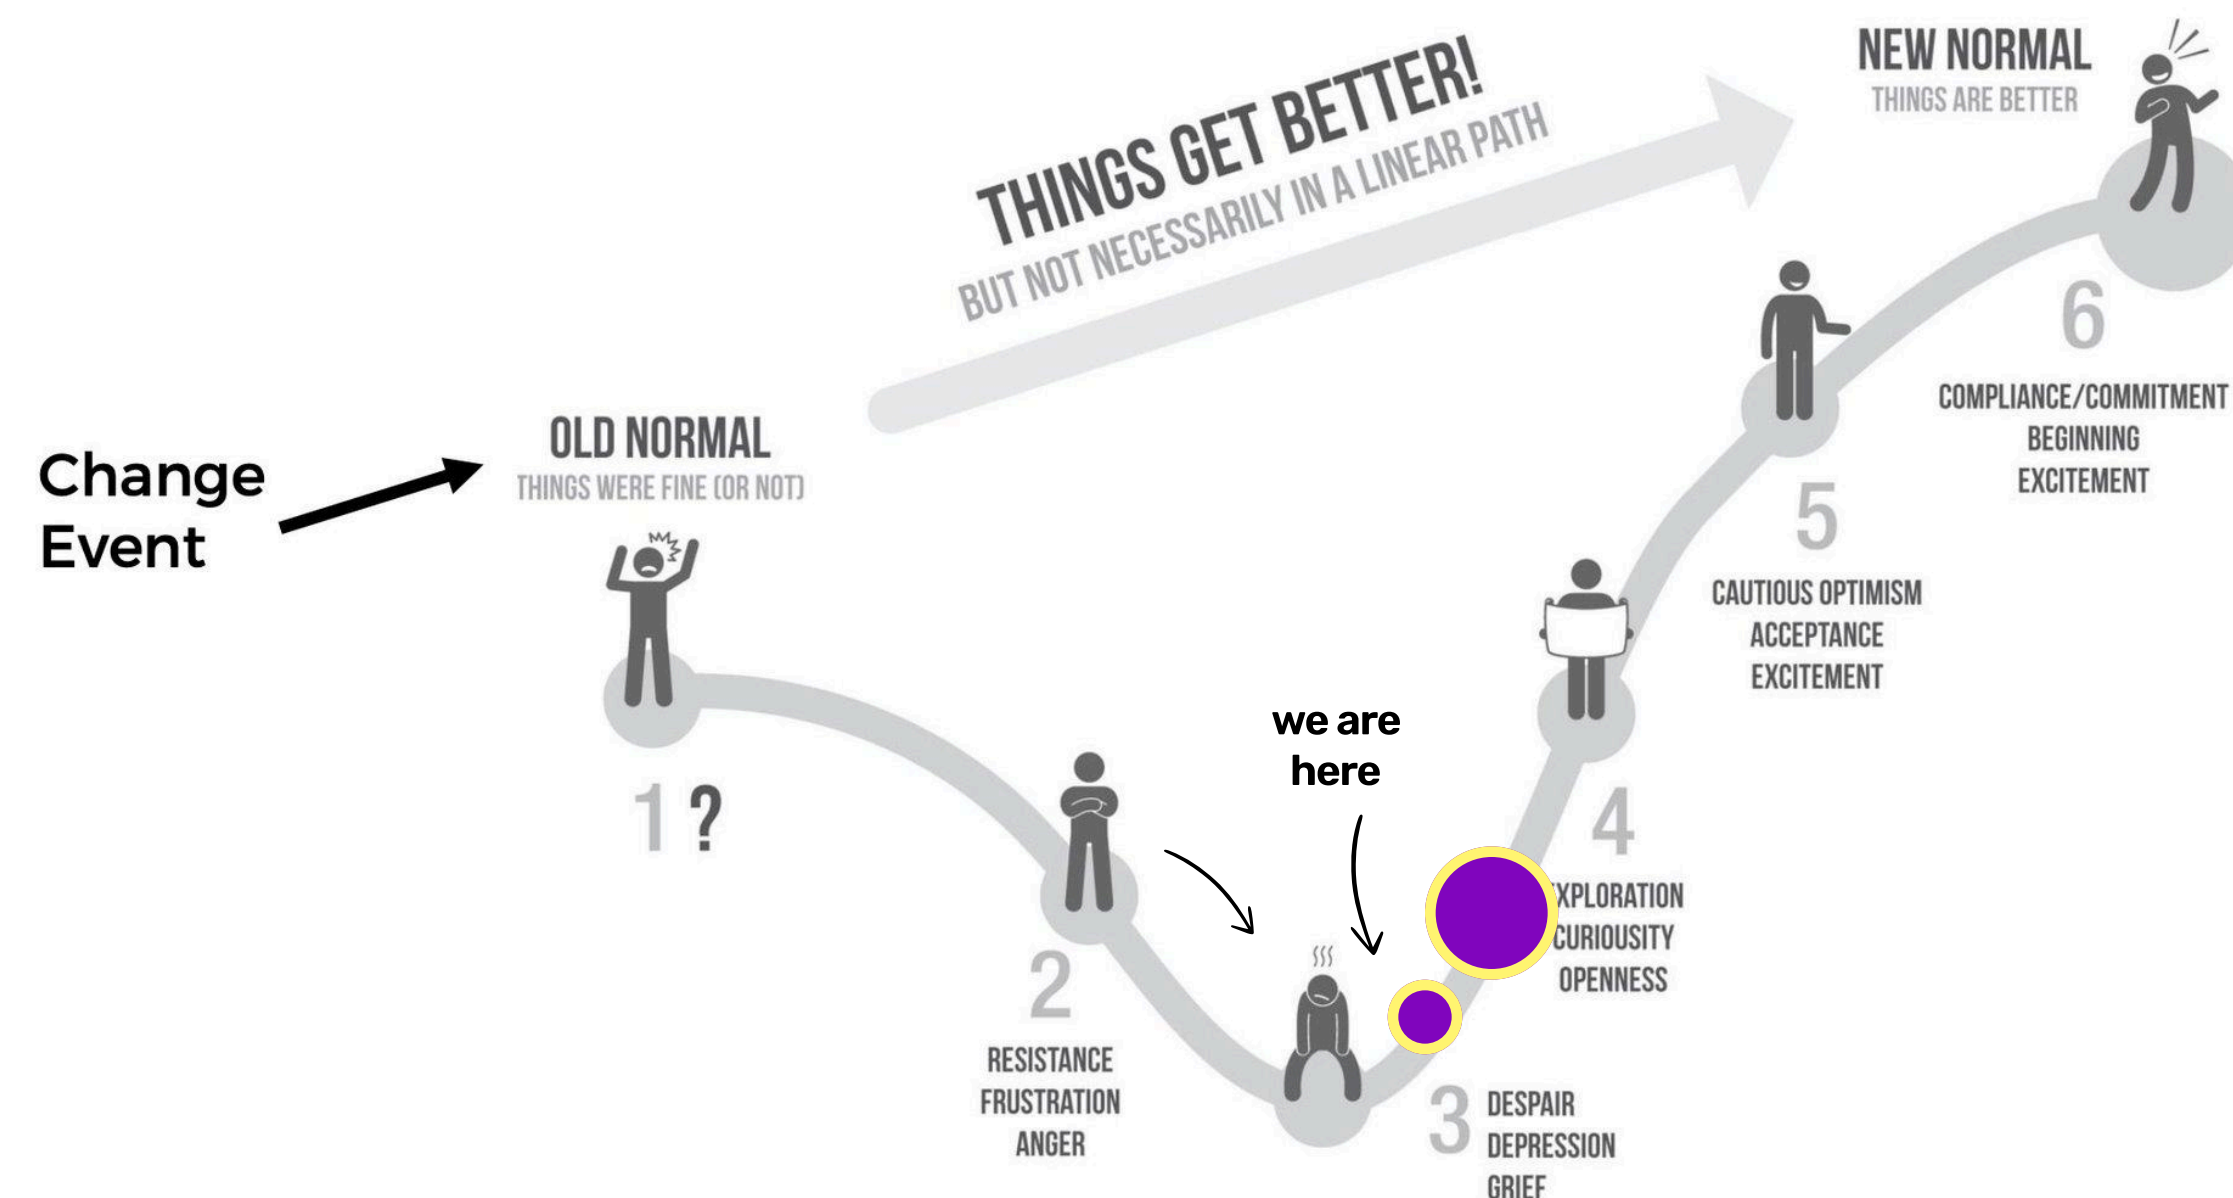 NEW NORMAL
THINGS ARE BETTER
THINGS GET BETTER!
BUT NOT NECESSARILY IN A LINEAR PATH
Change
Event
OLD NORMAL
THINGS WERE FINE (OR NOT)
1 ?
2
RESISTANCE
FRUSTRATION
ANGER
we are
here
3
DESPAIR
DEPRESSION
GRIEF
4
XPLORATION
CURIOUSITY
OPENNESS
5
CAUTIOUS OPTIMISM
ACCEPTANCE
EXCITEMENT
6
COMPLIANCE/COMMITMENT
BEGINNING
EXCITEMENT